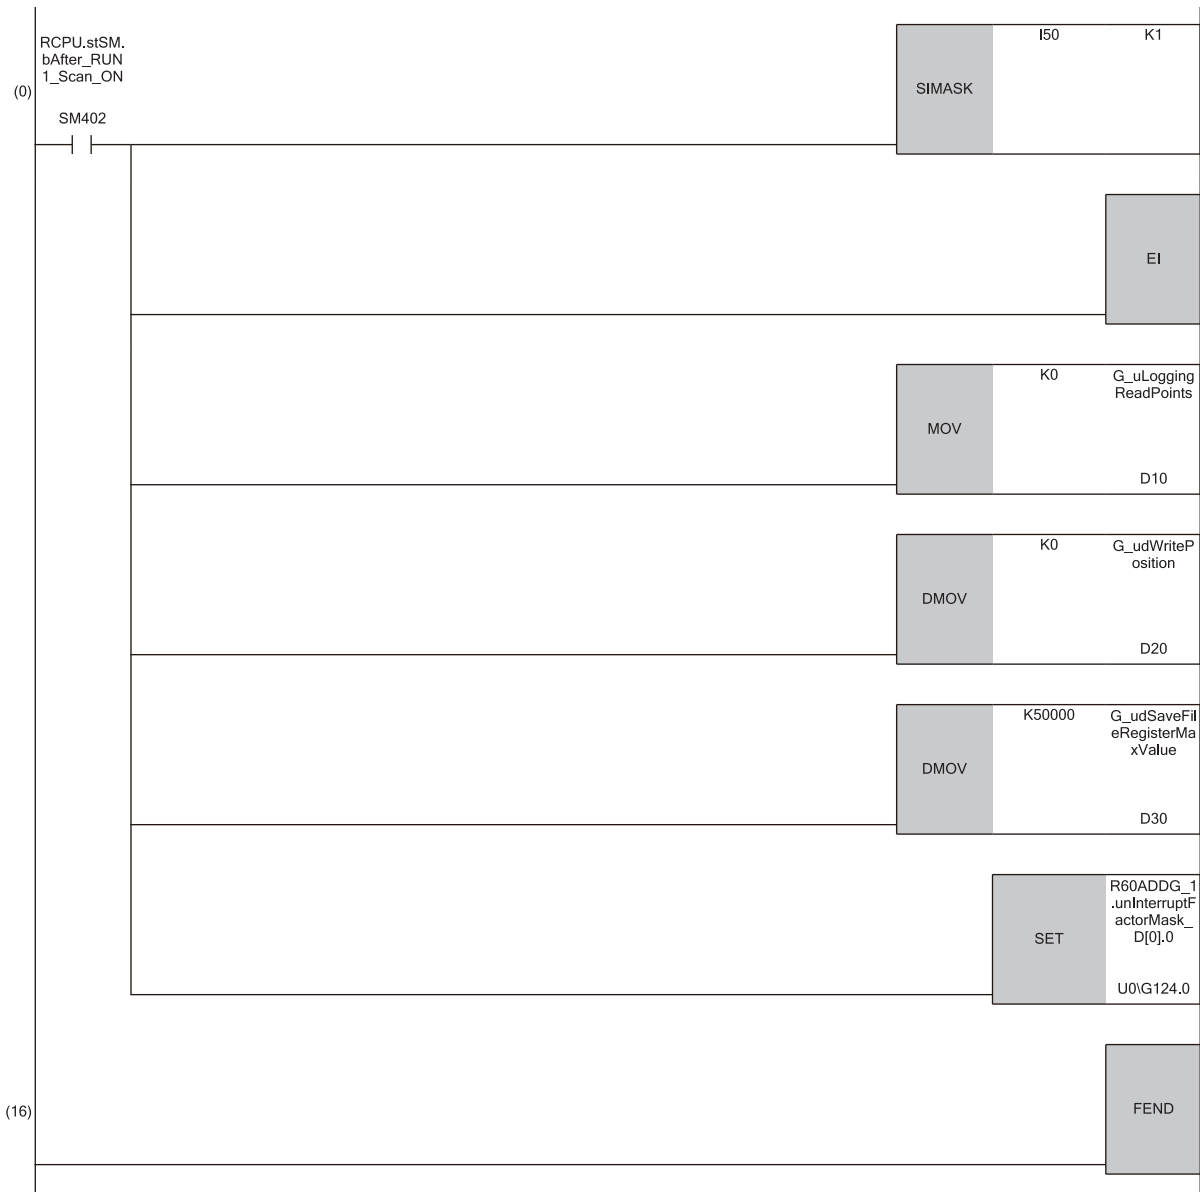 RCPU.stSM.
bAfter_RUN
1_Scan_ON
(0)
SM402
SIMASK
I50
K1
EI
MOV
K0
G_uLogging
ReadPoints
D10
DMOV
K0
G_udWriteP
osition
D20
DMOV
K50000
G_udSaveFil
eRegisterMa
xValue
D30
SET
R60ADDG_1
.unInterruptF
actorMask_
D[0].0
U0\G124.0
(16)
FEND